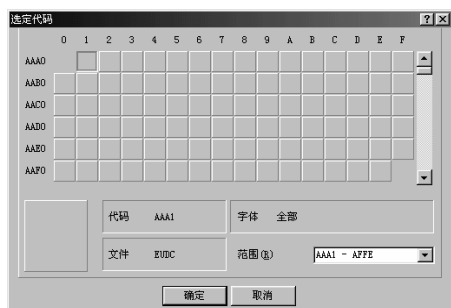 选定代码
0 1 2 3 4 5 6 7 8 9 A B C D E F
AAA0
AAB0
AAC0
AAD0
AAE0
AAF0
代码 AAA1 字体 全部
文件 EUDC 范围(R) AAA1 - AFFE
确定 取消